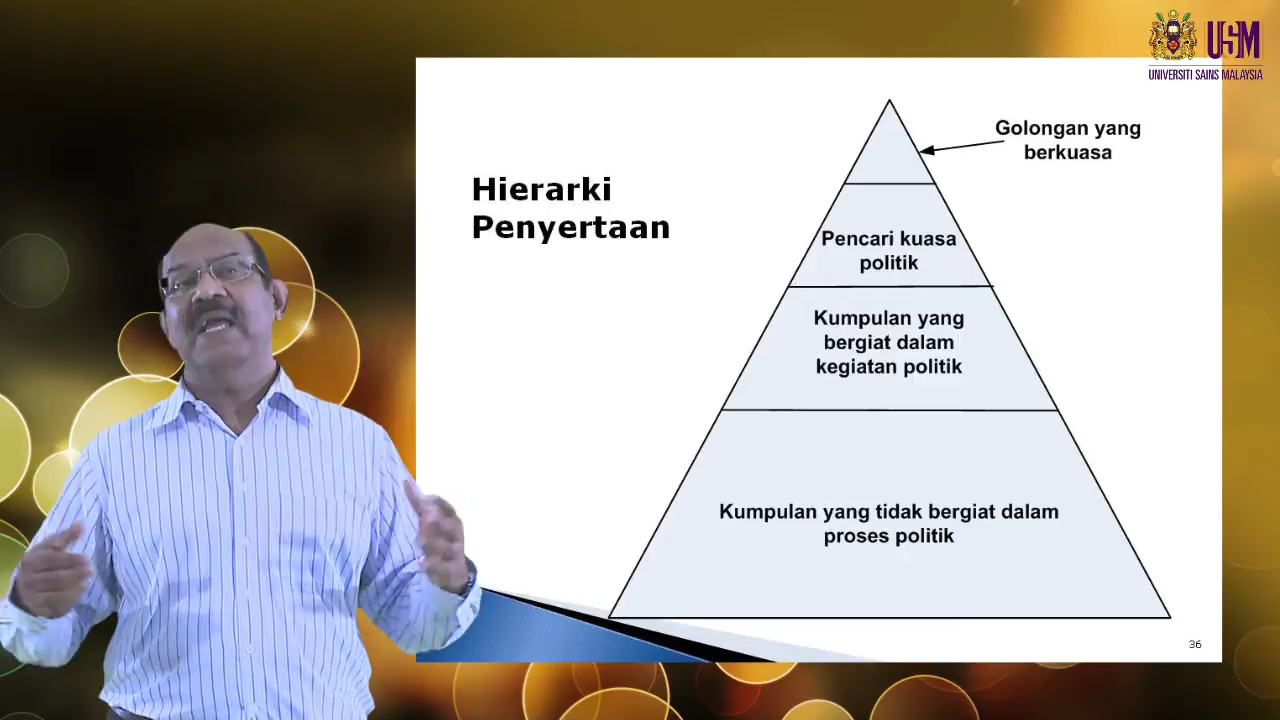 USM
UNIVERSITI SAINS MALAYSIA
Hierarki
Penyertaan
Golongan yang
berkuasa
Pencari kuasa
politik
Kumpulan yang
bergiat dalam
kegiatan politik
Kumpulan yang tidak bergiat dalam
proses politik
36